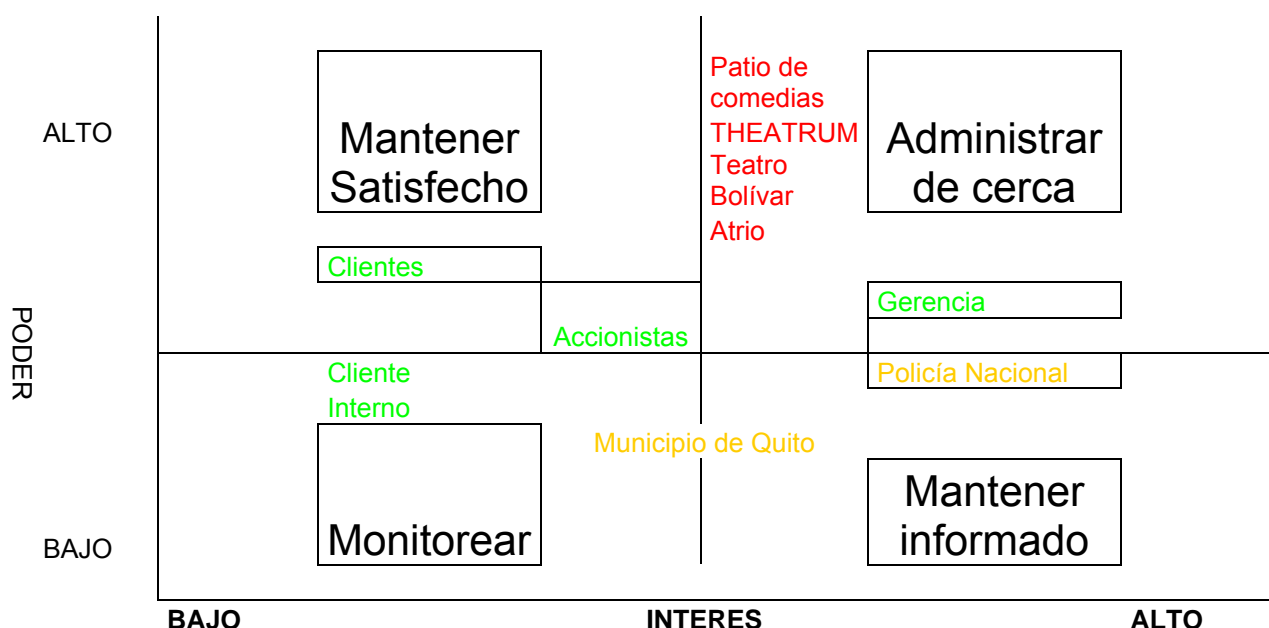 Patio de
comedias
ALTO
Mantener
Satisfecho
THEATRUM
Teatro
Bolívar
Atrio
Administrar
de cerca
Clientes
Gerencia
Accionistas
PODER
Cliente
Interno
Policía Nacional
Municipio de Quito
BAJO
Monitorear
Mantener
informado
BAJO
INTERES
ALTO